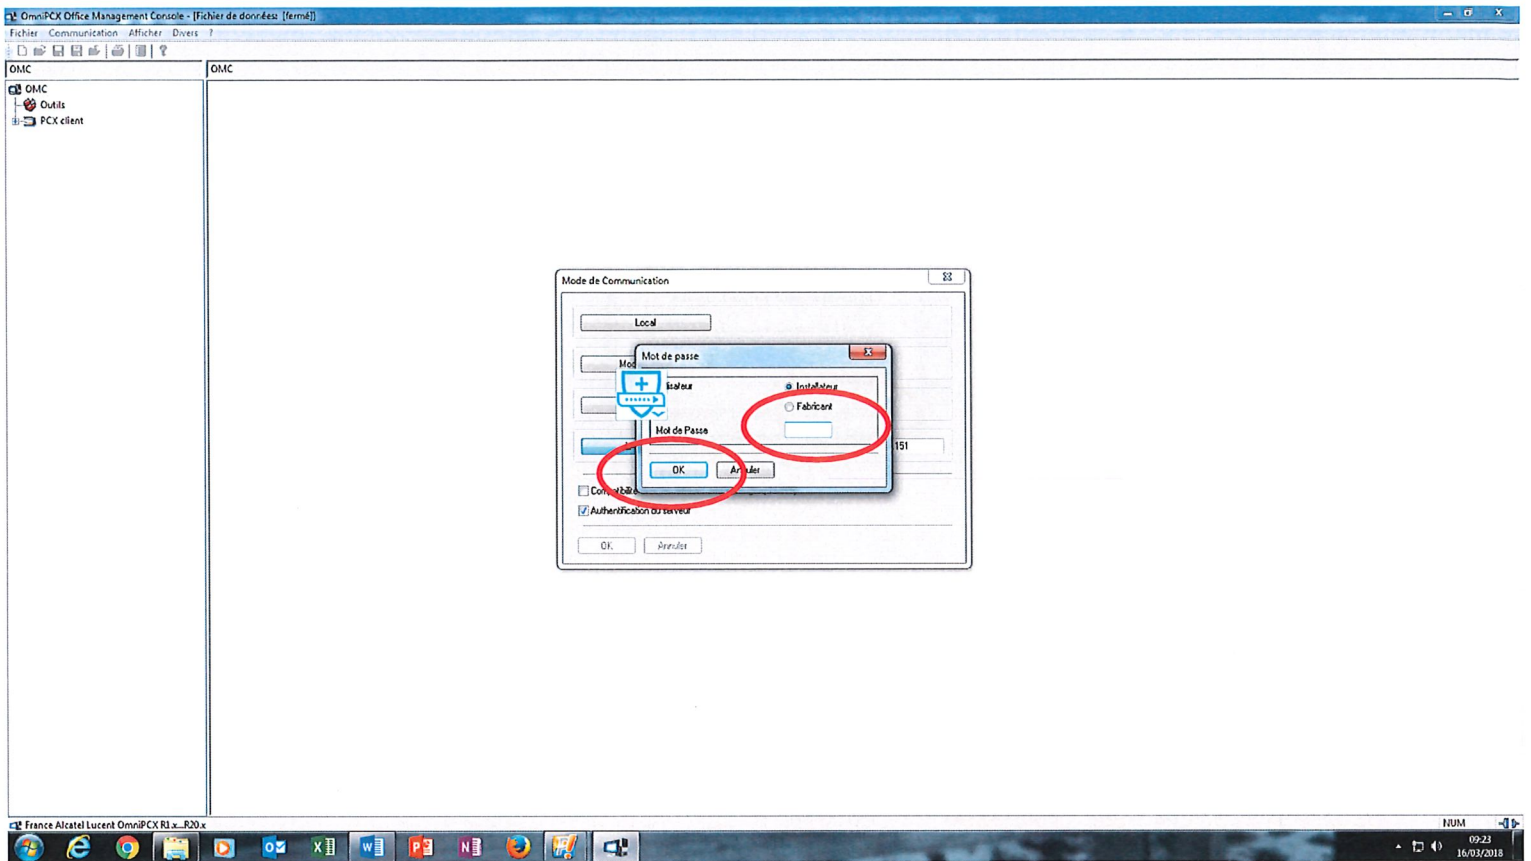 OmniPCX Office Management Console - [Fichier de données: [fermé]]
Fichier Communication Afficher Divers ?
OMC
OMC
OMC
Outils
PCX client
Mode de Communication
Local
Mot de passe
Installateur
Fabricant
Mot de Passe
151
OK Annuler
Authentification du serveur
OK Annuler
France Alcatel Lucent OmniPCX R1.x...R20.x
NUM
09:23
16/03/2018